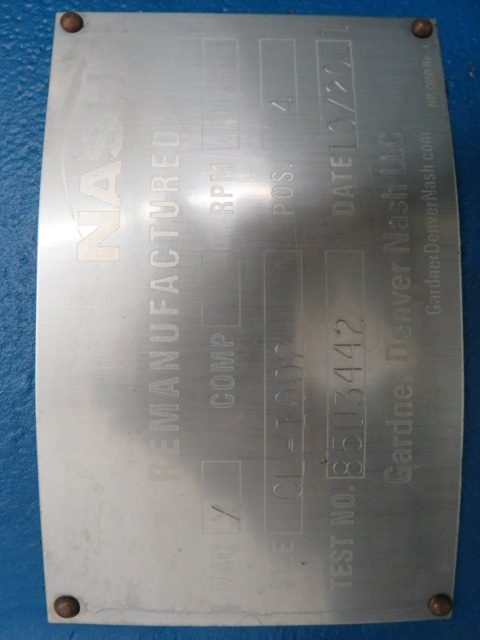 NASH
REMANUFACTURED
VAC X COMP RPM
SIZE CL-1002 POS. 4
TEST NO. 85U3442 DATE
Gardner Denver Nash LLC
GardnerDenverNash.com